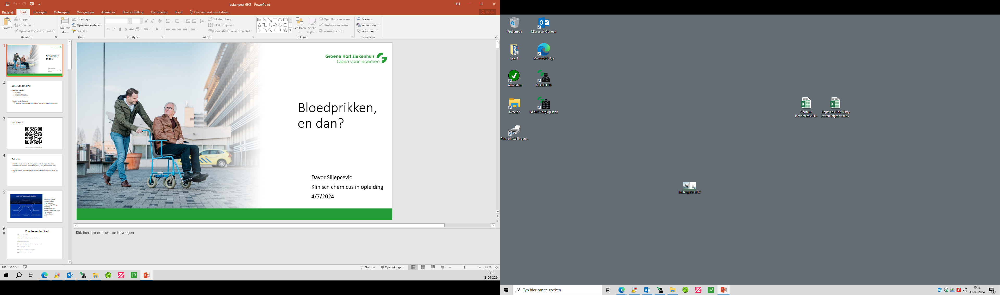 buitenpost GHZ - PowerPoint
Bestand Start Invoegen Ontwerpen Overgangen Animaties Diavoorstelling Controleren Beeld Geef aan wat u wilt doen... Delen
Plakken
Knippen
Kopiëren
Opmaak kopiëren/plakken
Klembord
Nieuwe
dia
Indeling
Opnieuw instellen
Sectie
Dia's
B I U S abc AV Aa A
Lettertype
Tekstrichting
Tekst uitlijnen
Converteren naar SmartArt
Alinea
Schikken
Snelle
stijlen
Opvullen van vorm
Omtrek van vorm
Vormeffecten
Tekenen
Zoeken
Vervangen
Selecteren
Bewerken
1
Bloedprikken,
en dan?
2
Opzet van scholing
3
Mentimeter
4
Definitie
5
SCOPE OF CLINICAL CHEMISTRY
6
Functies van het bloed
Groene Hart Ziekenhuis
Open voor iedereen
Bloedprikken,
en dan?
Davor Slijepcevic
Klinisch chemicus in opleiding
4/7/2024
Klik hier om notities toe te voegen
Dia 1 van 52
Notities Opmerkingen 95 %
10:12
13-06-2024
Prullenbak
Microsoft Outlook
jaar 1
Microsoft Edge
Afmelden
NEXUS EPD
Deze pc
NEXUS Zorglogistiek
Printerinstellingen...
Centaur
interferentie H...
Gegevens Chemistry
testen (sigmawaar...
buitenpost GHZ
Typ hier om te zoeken
10:12
13-06-2024
5